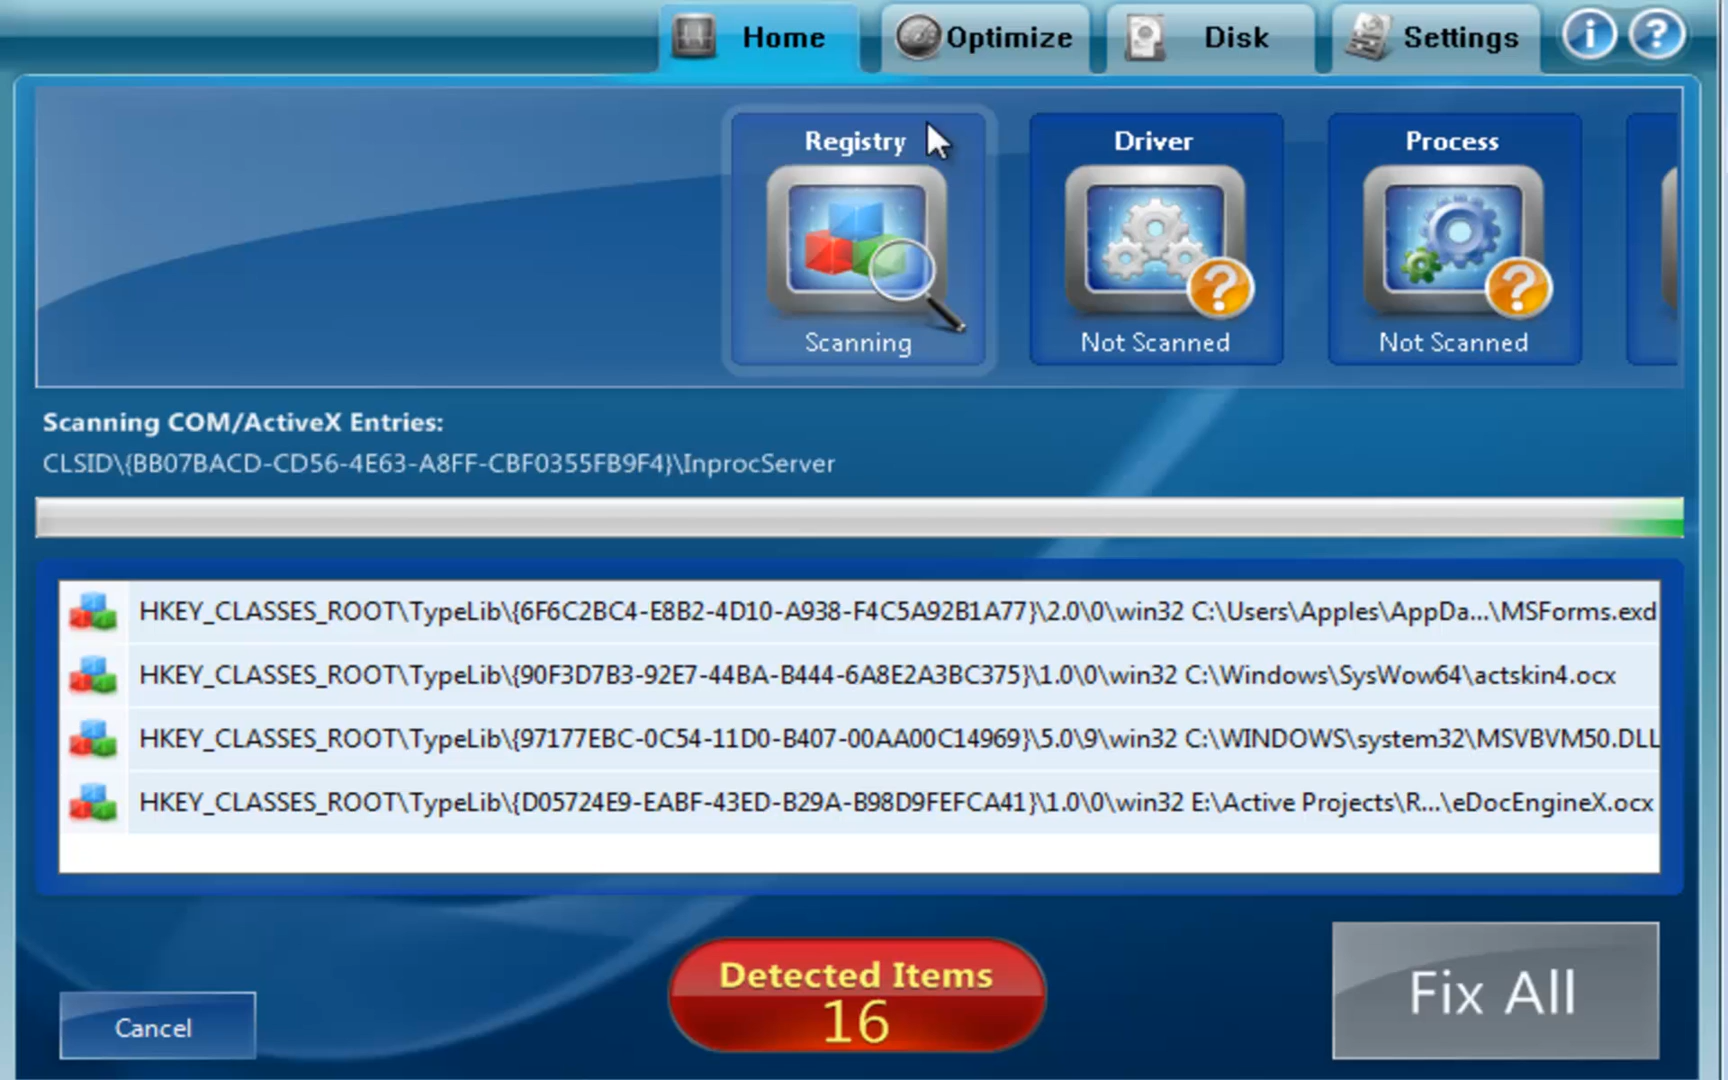 Home
Optimize
Disk
Settings
Registry
Driver
Process
Scanning
Not Scanned
Not Scanned
Scanning COM/ActiveX Entries:
CLSID\{BB07BACD-CD56-4E63-A8FF-CBF0355FB9F4}\InprocServer
HKEY_CLASSES_ROOT\TypeLib\{6F6C2BC4-E8B2-4D10-A938-F4C5A92B1A77}\2.0\0\win32 C:\Users\Apples\AppDa...\MSForms.exd
HKEY_CLASSES_ROOT\TypeLib\{90F3D7B3-92E7-44BA-B444-6A8E2A3BC375}\1.0\0\win32 C:\Windows\SysWow64\actskin4.ocx
HKEY_CLASSES_ROOT\TypeLib\{97177EBC-0C54-11D0-B407-00AA00C14969}\5.0\9\win32 C:\WINDOWS\system32\MSVBVM50.DLL
HKEY_CLASSES_ROOT\TypeLib\{D05724E9-EABF-43ED-B29A-B98D9FEFCA41}\1.0\0\win32 E:\Active Projects\R...\eDocEngineX.ocx
Detected Items
16
Fix All
Cancel